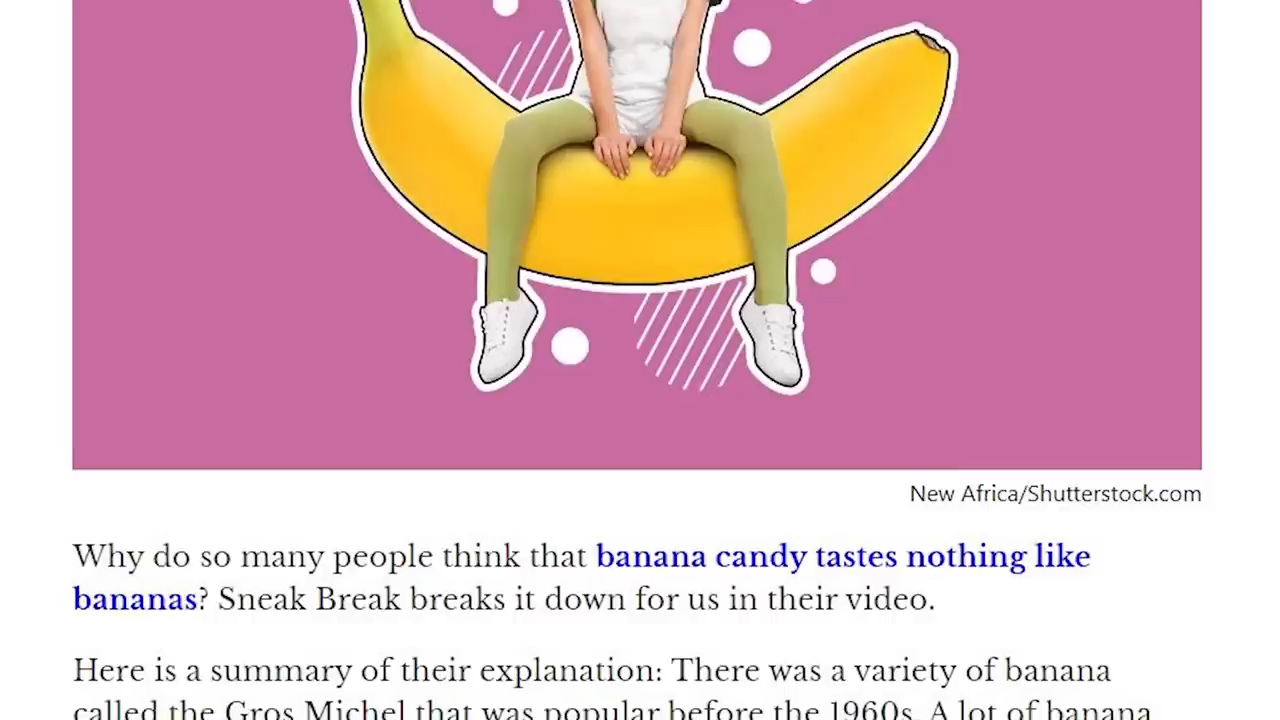 New Africa/Shutterstock.com
Why do so many people think that banana candy tastes nothing like
bananas? Sneak Break breaks it down for us in their video.
Here is a summary of their explanation: There was a variety of banana
called the Gros Michel that was popular before the 1960s. A lot of banana